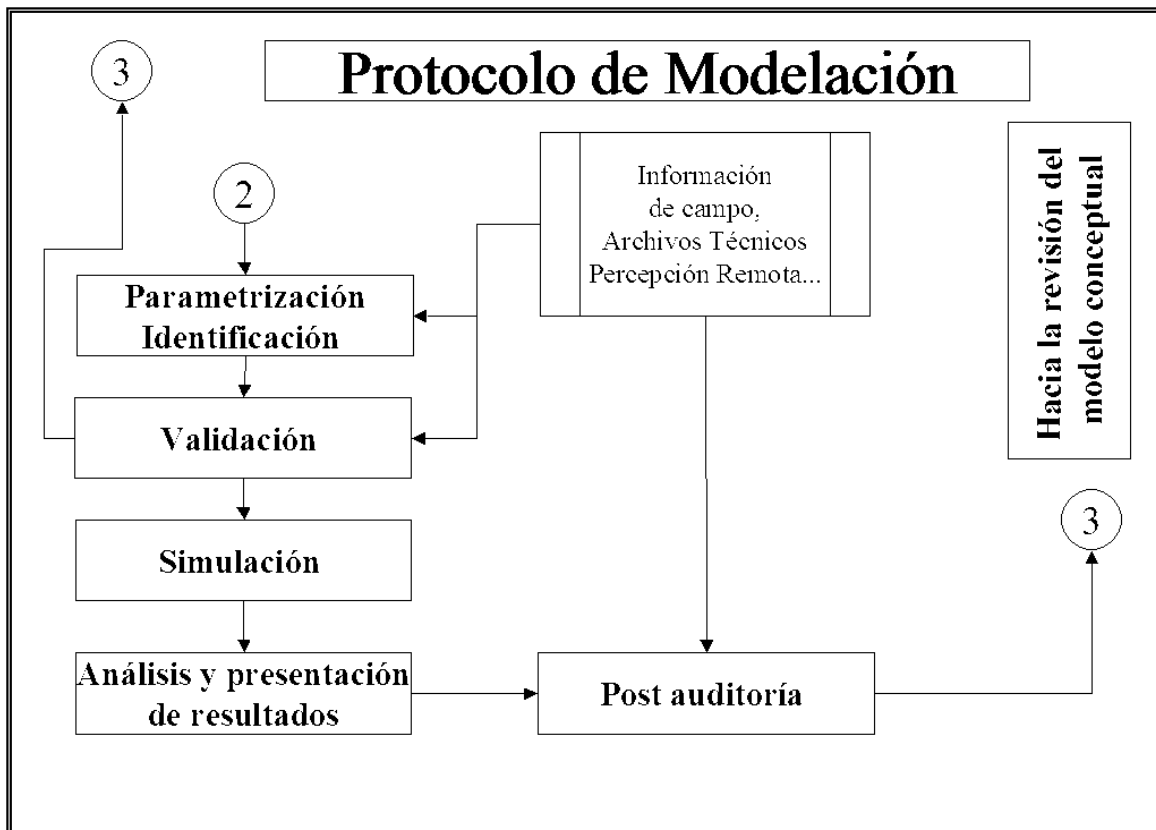 3
Protocolo de Modelación
2
Información
de campo,
Archivos Técnicos
Percepción Remota...
Hacia la revisión del
modelo conceptual
Parametrización
Identificación
Validación
Simulación
3
Análisis y presentación
de resultados
Post auditoría